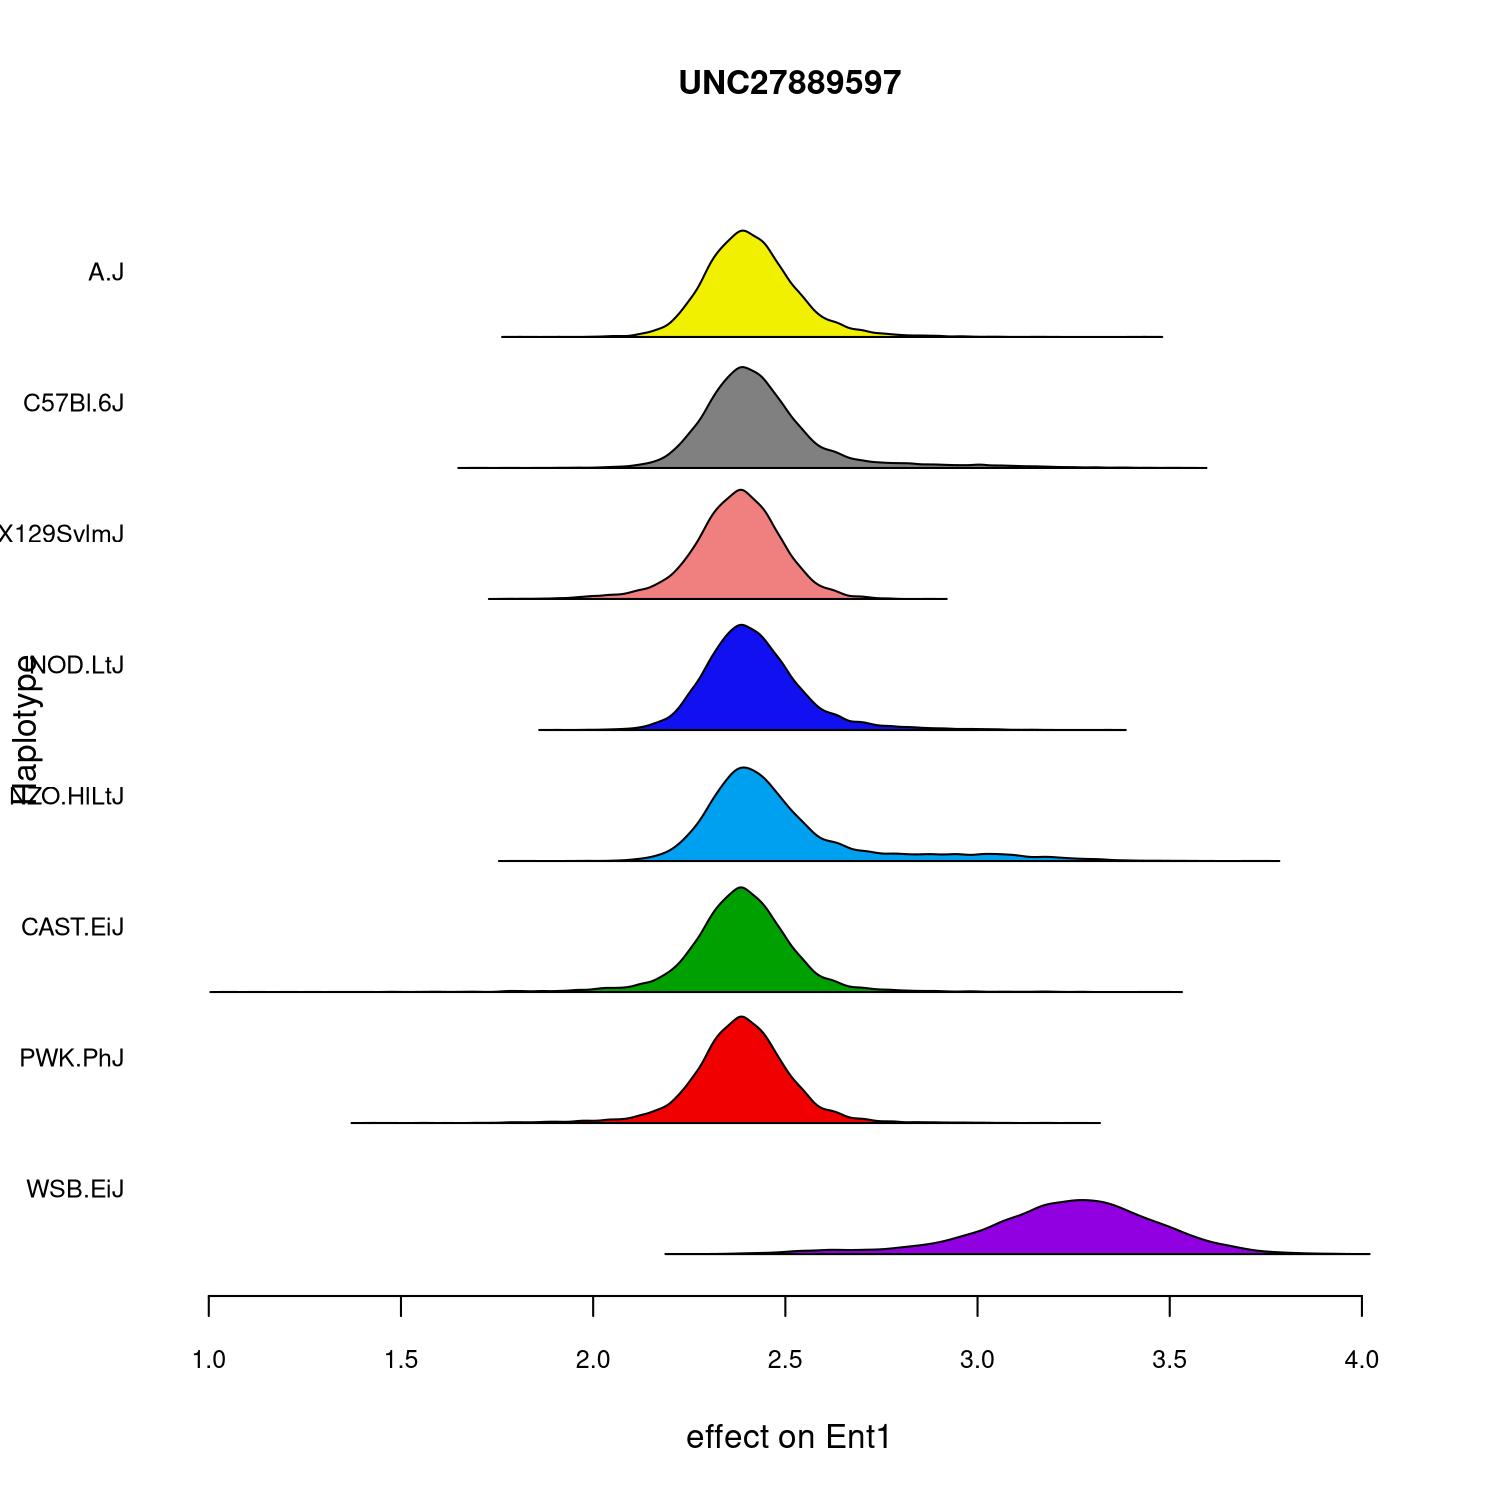 UNC27889597
A.J
C57Bl.6J
X129SvImJ
NOD.LtJ
Haplotype
NZO.HILtJ
CAST.EiJ
PWK.PhJ
WSB.EiJ
1.0 1.5 2.0 2.5 3.0 3.5 4.0
effect on Ent1